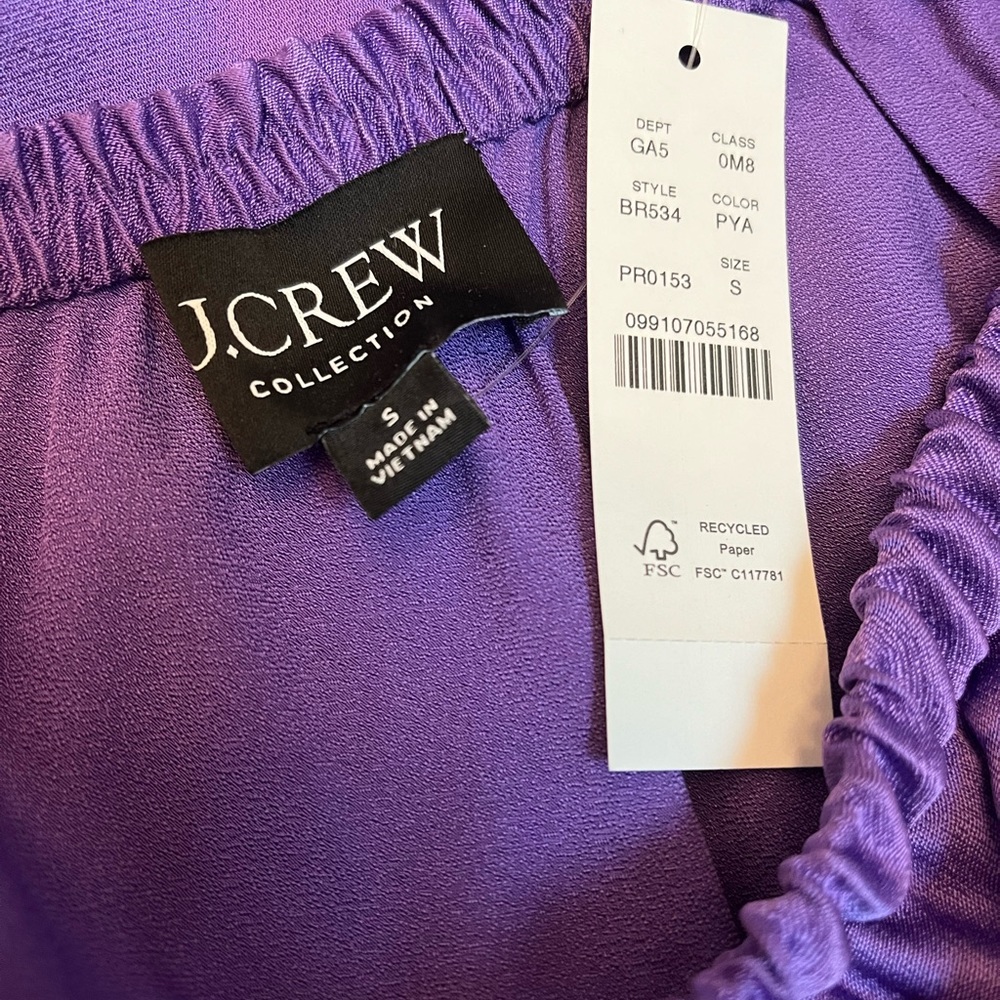 J.CREW
COLLECTION
S
MADE IN
VIETNAM
DEPT CLASS
GA5 0M8
STYLE COLOR
BR534 PYA
SIZE
PR0153 S
099107055168
RECYCLED
Paper
FSC™ FSC™ C117781